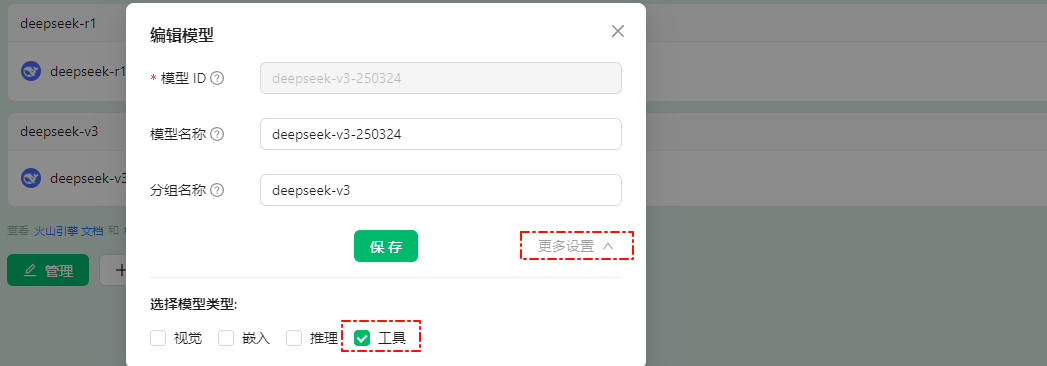 deepseek-r1
编辑模型
deepseek-r1
* 模型 ID
deepseek-v3-250324
deepseek-v3
模型名称
deepseek-v3-250324
deepseek-v3
分组名称
deepseek-v3
查看 火山引擎 文档 和
保存
更多设置
管理
选择模型类型:
视觉
嵌入
推理
工具